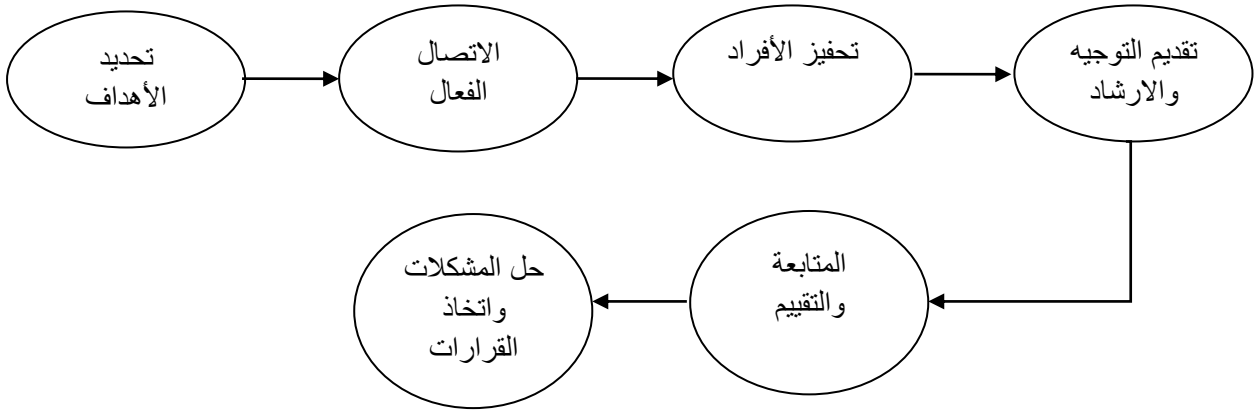 تحديد
الأهداف
الاتصال
الفعال
تحفيز الأفراد
تقديم التوجيه
والارشاد
المتابعة
والتقييم
حل المشكلات
واتخاذ
القرارات